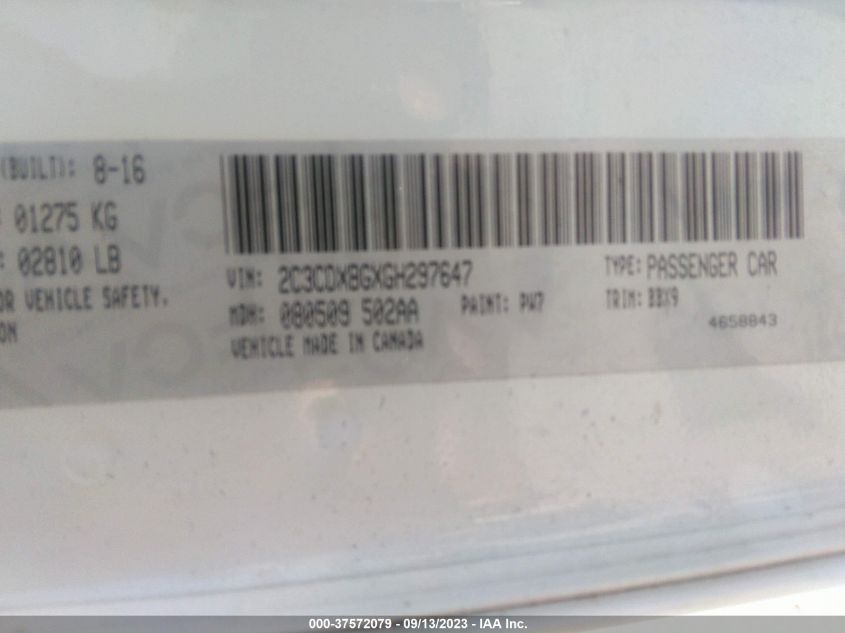 (BUILT): 8-16
: 01275 KG
: 02810 LB
OR VEHICLE SAFETY,
ON
VIN: 2C3CDXBGXGH297647
TYPE: PASSENGER CAR
MDH: 080509 502AA
PAINT: PW7
TRIM: BBX9
4658843
VEHICLE MADE IN CANADA
000-37572079 - 09/13/2023 - IAA Inc.